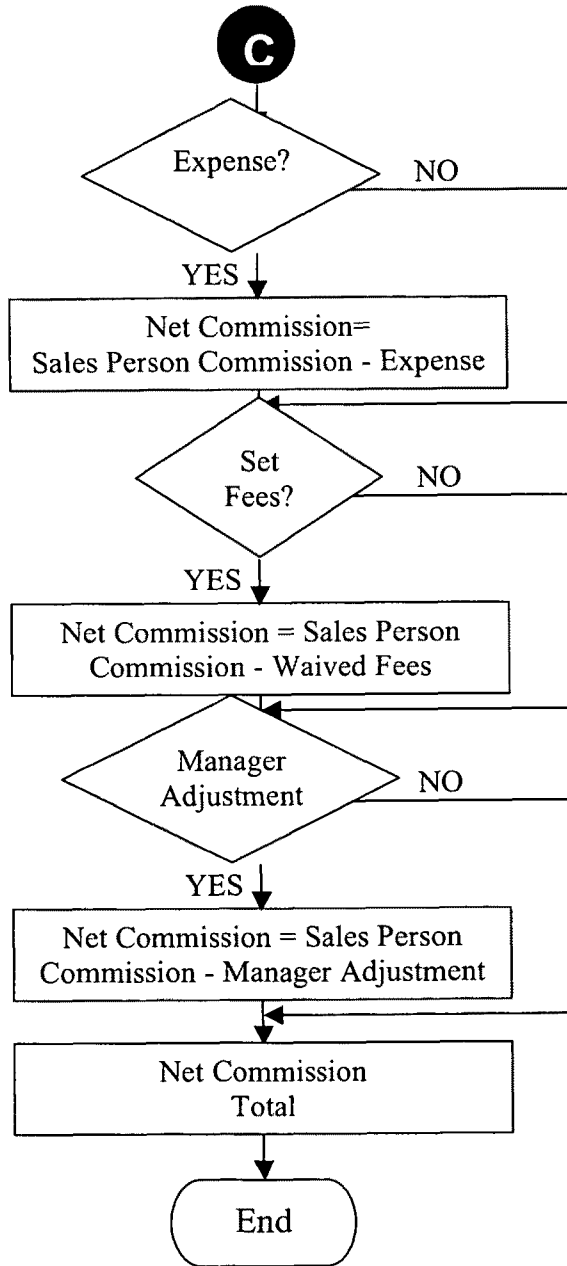 C
Expense?
NO
YES
Net Commission=
Sales Person Commission - Expense
Set
Fees?
NO
YES
Net Commission = Sales Person
Commission - Waived Fees
Manager
Adjustment
NO
YES
Net Commission = Sales Person
Commission - Manager Adjustment
Net Commission
Total
End